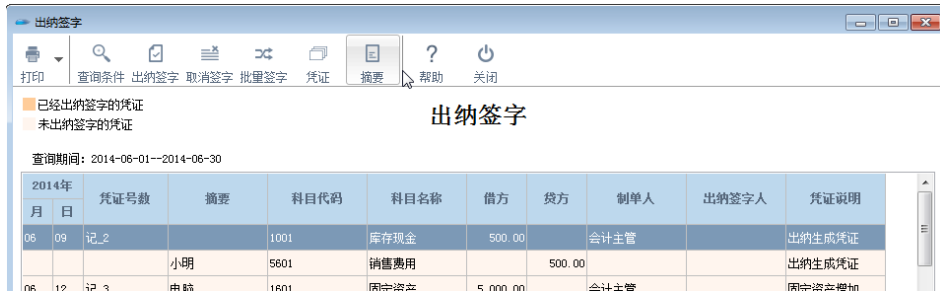 出纳签字
打印 查询条件 出纳签字 取消签字 批量签字 凭证 摘要 帮助 关闭
已经出纳签字的凭证
未出纳签字的凭证
出纳签字
查询期间：2014-06-01--2014-06-30
2014年 凭证号数 摘要 科目代码 科目名称 借方 贷方 制单人 出纳签字人 凭证说明
月 日
06 09 记_2 1001 库存现金 500.00 会计主管 出纳生成凭证
小明 5601 销售费用 500.00 出纳生成凭证
06 12 记_3 电脑 1601 固定资产 5,000.00 会计主管 固定资产增加